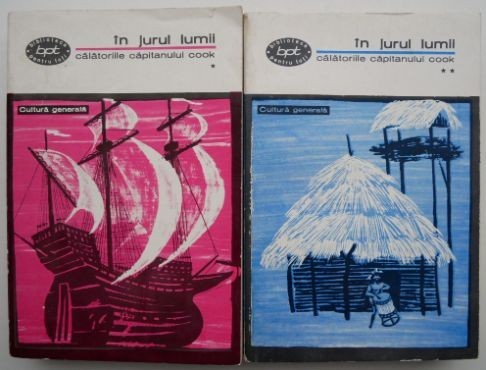 biblioteca
bpt
pentru toți
în jurul lumii
călătoriile căpitanului cook
*
Cultură generală
biblioteca
bpt
pentru toți
în jurul lumii
călătoriile căpitanului cook
**
Cultură generală